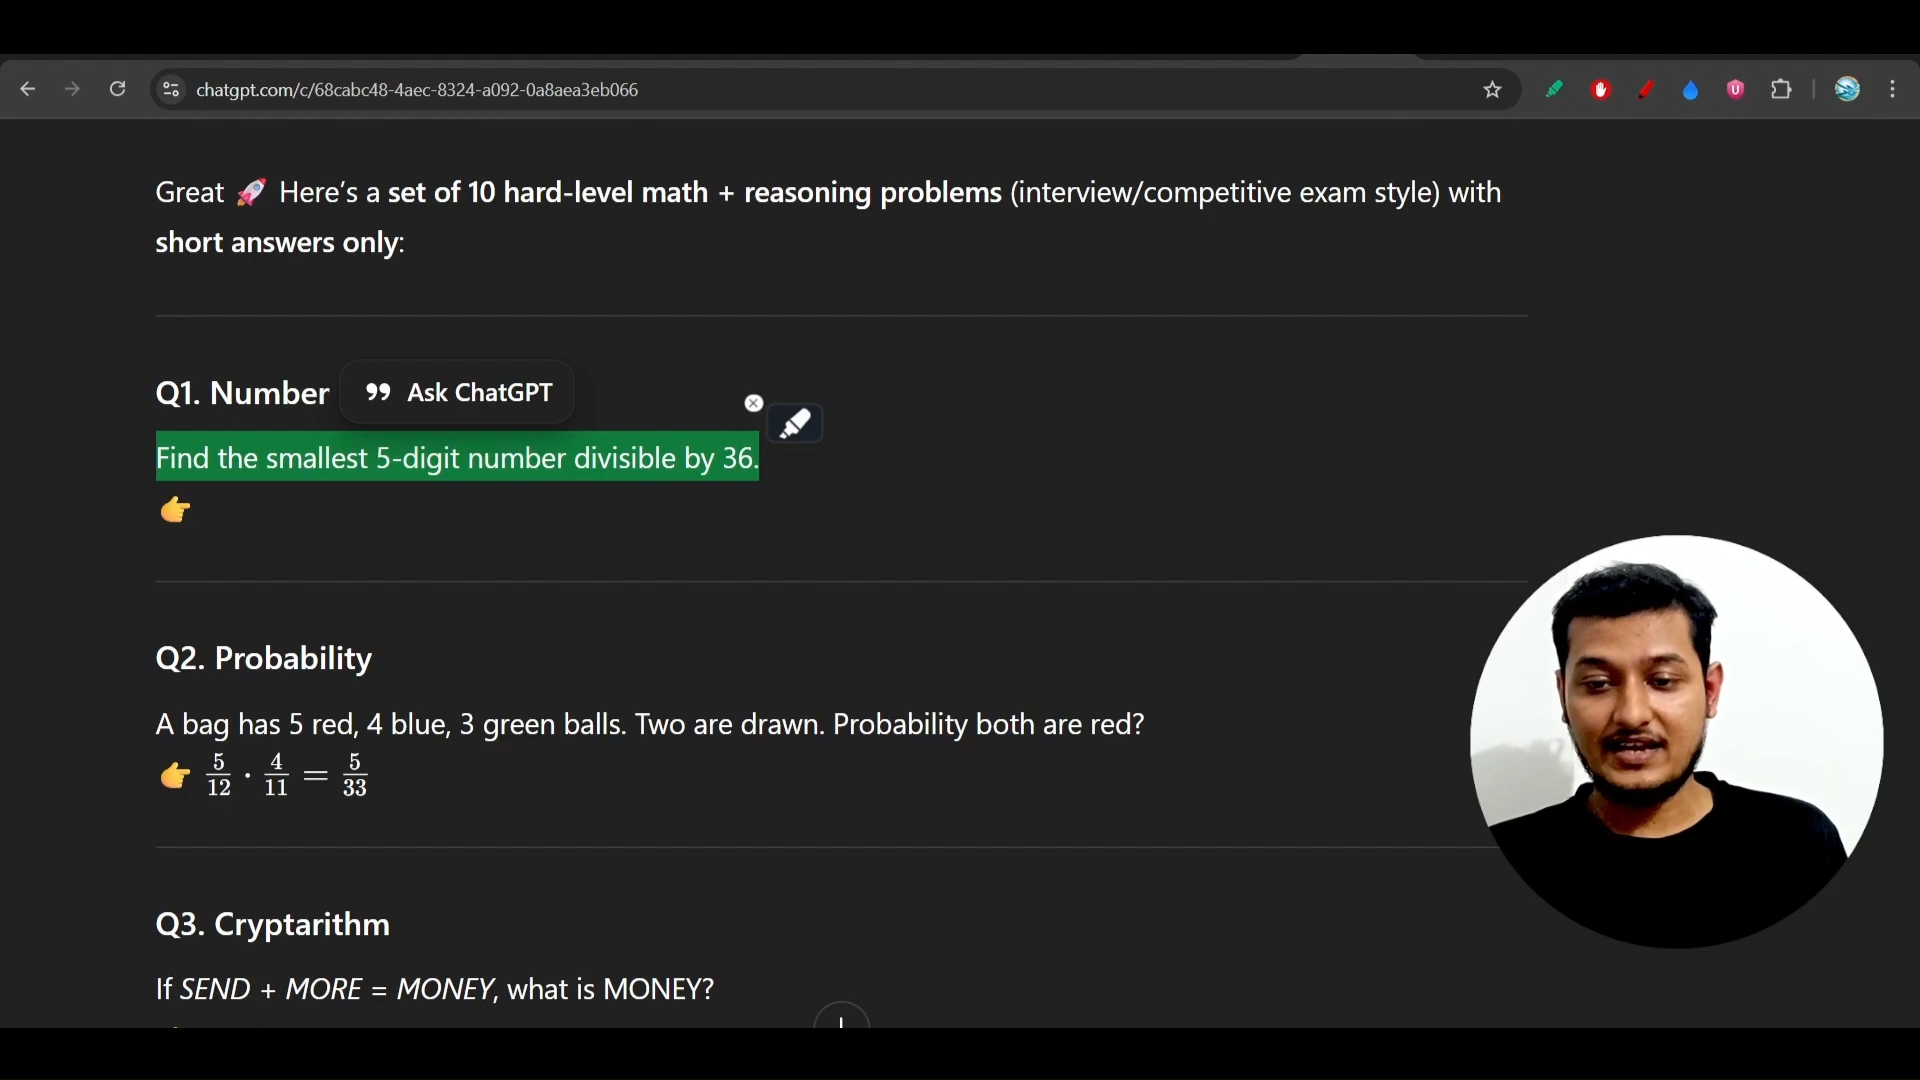 chatgpt.com/c/68cabc48-4aec-8324-a092-0a8aea3eb066
Great 🚀 Here’s a set of 10 hard-level math + reasoning problems (interview/competitive exam style) with
short answers only:
Q1. Number
Ask ChatGPT
Find the smallest 5-digit number divisible by 36.
👉
Q2. Probability
A bag has 5 red, 4 blue, 3 green balls. Two are drawn. Probability both are red?
👉 5/12 · 4/11 = 5/33
Q3. Cryptarithm
If SEND + MORE = MONEY, what is MONEY?